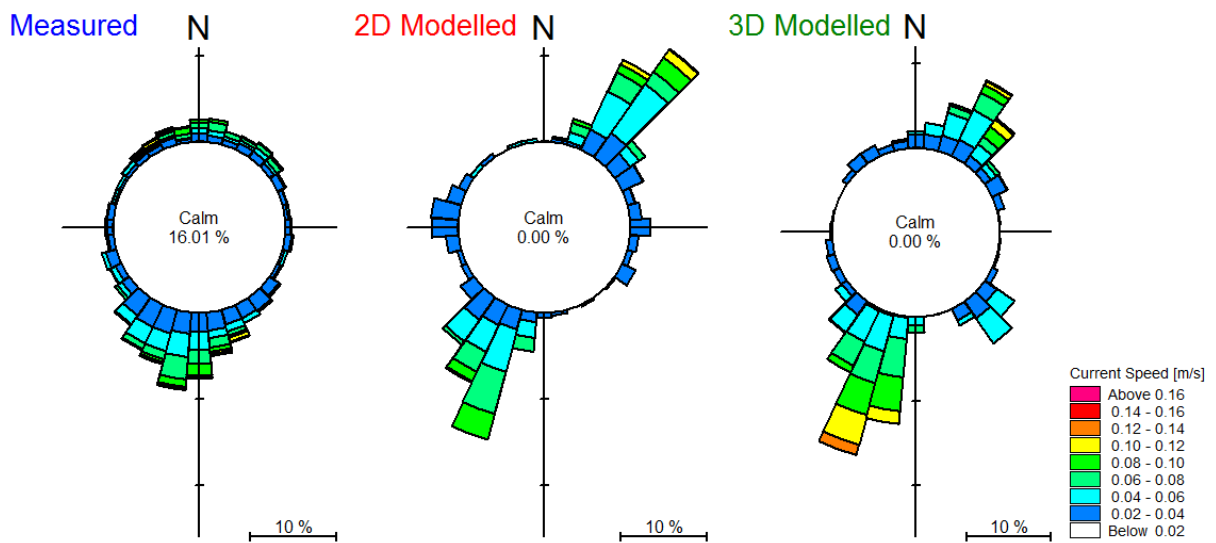 Measured
N
2D Modelled
N
3D Modelled
N
Calm
16.01 %
Calm
0.00 %
Calm
0.00 %
10 %
10 %
10 %
Current Speed [m/s]
Above 0.16
0.14 - 0.16
0.12 - 0.14
0.10 - 0.12
0.08 - 0.10
0.06 - 0.08
0.04 - 0.06
0.02 - 0.04
Below 0.02